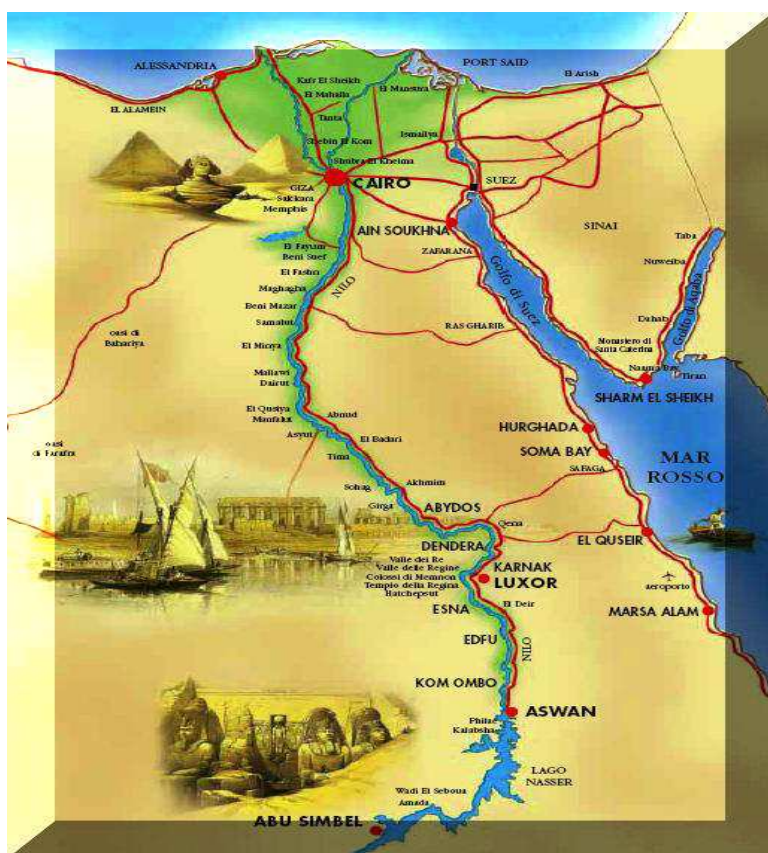 ALESSANDRIA
PORT SAID
El Arish
Kafr El Sheikh
El Mahalla
El Mansura
EL ALAMEIN
Tanta
Ismailya
Shebin El Kom
Shubra El Kheima
GIZA
Sakkara
Memphis
CAIRO
SUEZ
AIN SOUKHNA
SINAI
Taba
ZAFARANA
El Fayum
Beni Suef
Nuweiba
El Fashn
Maghagha
NILO
Golfo di Suez
Golfo di Aqaba
Beni Mazar
Samalut
RAS GHARIB
Dahab
oasi di
Bahariya
El Minya
Monastero di
Santa Caterina
Mallawi
Dairut
Naama Bay
Tiran
SHARM EL SHEIKH
El Qusiya
Manfalut
Abnud
HURGHADA
Asyut
El Badari
oasi
di Farafra
Tima
SOMA BAY
MAR
ROSSO
SAFAGA
Sohag
Akhmim
Girga
ABYDOS
Qena
DENDERA
EL QUSEIR
Valle dei Re
Valle delle Regine
Colossi di Memnon
Tempio della Regina
Hatchepsut
KARNAK
LUXOR
aeroporto
ESNA
El Deir
MARSA ALAM
EDFU
NILO
KOM OMBO
ASWAN
Philae
Kalabsha
LAGO
NASSER
Wadi El Seboua
Amada
ABU SIMBEL